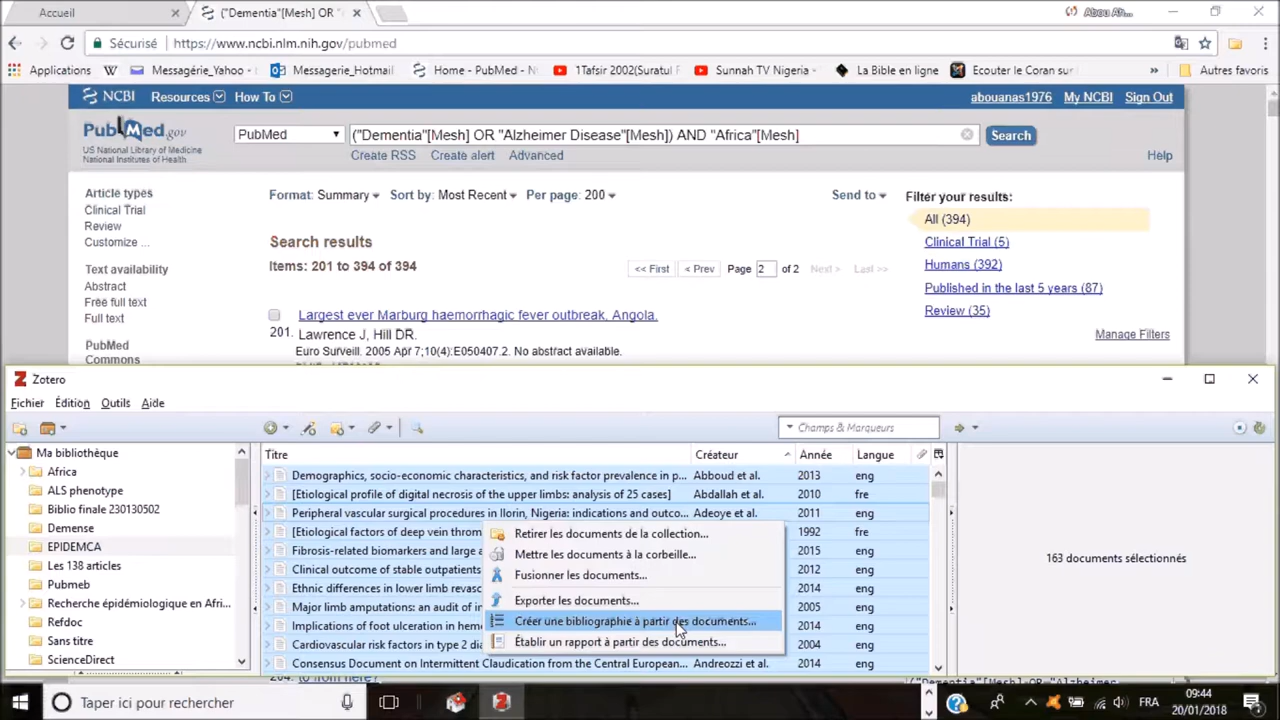 Accueil
("Dementia"[Mesh] OR "
Abou Ah...
Sécurisé
https://www.ncbi.nlm.nih.gov/pubmed
Applications
Messagérie_Yahoo
Messagerie_Hotmail
Home - PubMed - N
1Tafsir 2002(Suratul F
Sunnah TV Nigeria -
La Bible en ligne
Ecouter le Coran sur
»
Autres favoris
NCBI
Resources
How To
abouanas1976
My NCBI
Sign Out
PubMed.gov
US National Library of Medicine
National Institutes of Health
PubMed
("Dementia"[Mesh] OR "Alzheimer Disease"[Mesh]) AND "Africa"[Mesh]
Search
Create RSS
Create alert
Advanced
Help
Article types
Clinical Trial
Review
Customize ...
Text availability
Abstract
Free full text
Full text
PubMed
Commons
Format: Summary
Sort by: Most Recent
Per page: 200
Send to
Search results
Items: 201 to 394 of 394
<< First
< Prev
Page 2 of 2
Next >
Last >>
Largest ever Marburg haemorrhagic fever outbreak, Angola.
201. Lawrence J, Hill DR.
Euro Surveill. 2005 Apr 7;10(4):E050407.2. No abstract available.
Filter your results:
All (394)
Clinical Trial (5)
Humans (392)
Published in the last 5 years (87)
Review (35)
Manage Filters
Zotero
Fichier
Édition
Outils
Aide
Champs & Marqueurs
Ma bibliothèque
Africa
ALS phenotype
Biblio finale 230130502
Demense
EPIDEMCA
Les 138 articles
Pubmeb
Recherche épidémiologique en Afri...
Refdoc
Sans titre
ScienceDirect
Titre
Créateur
Année
Langue
Demographics, socio-economic characteristics, and risk factor prevalence in p... Abboud et al. 2013 eng
[Etiological profile of digital necrosis of the upper limbs: analysis of 25 cases] Abdallah et al. 2010 fre
Peripheral vascular surgical procedures in Ilorin, Nigeria: indications and outco... Adeoye et al. 2011 eng
[Etiological factors of deep vein throm 1992 fre
Fibrosis-related biomarkers and large a 2015 eng
Clinical outcome of stable outpatients 2012 eng
Ethnic differences in lower limb revasc 2014 eng
Major limb amputations: an audit of in 2005 eng
Implications of foot ulceration in hem 2014 eng
Cardiovascular risk factors in type 2 di 2014 eng
Consensus Document on Intermittent Claudication from the Central European... Andreozzi et al. 2014 eng
Retirer les documents de la collection...
Mettre les documents à la corbeille...
Fusionner les documents...
Exporter les documents...
Créer une bibliographie à partir des documents...
Établir un rapport à partir des documents...
163 documents sélectionnés
204. to from here?
("Dementia"[Mesh] OR "Alzheimer
Taper ici pour rechercher
FRA
09:44
20/01/2018